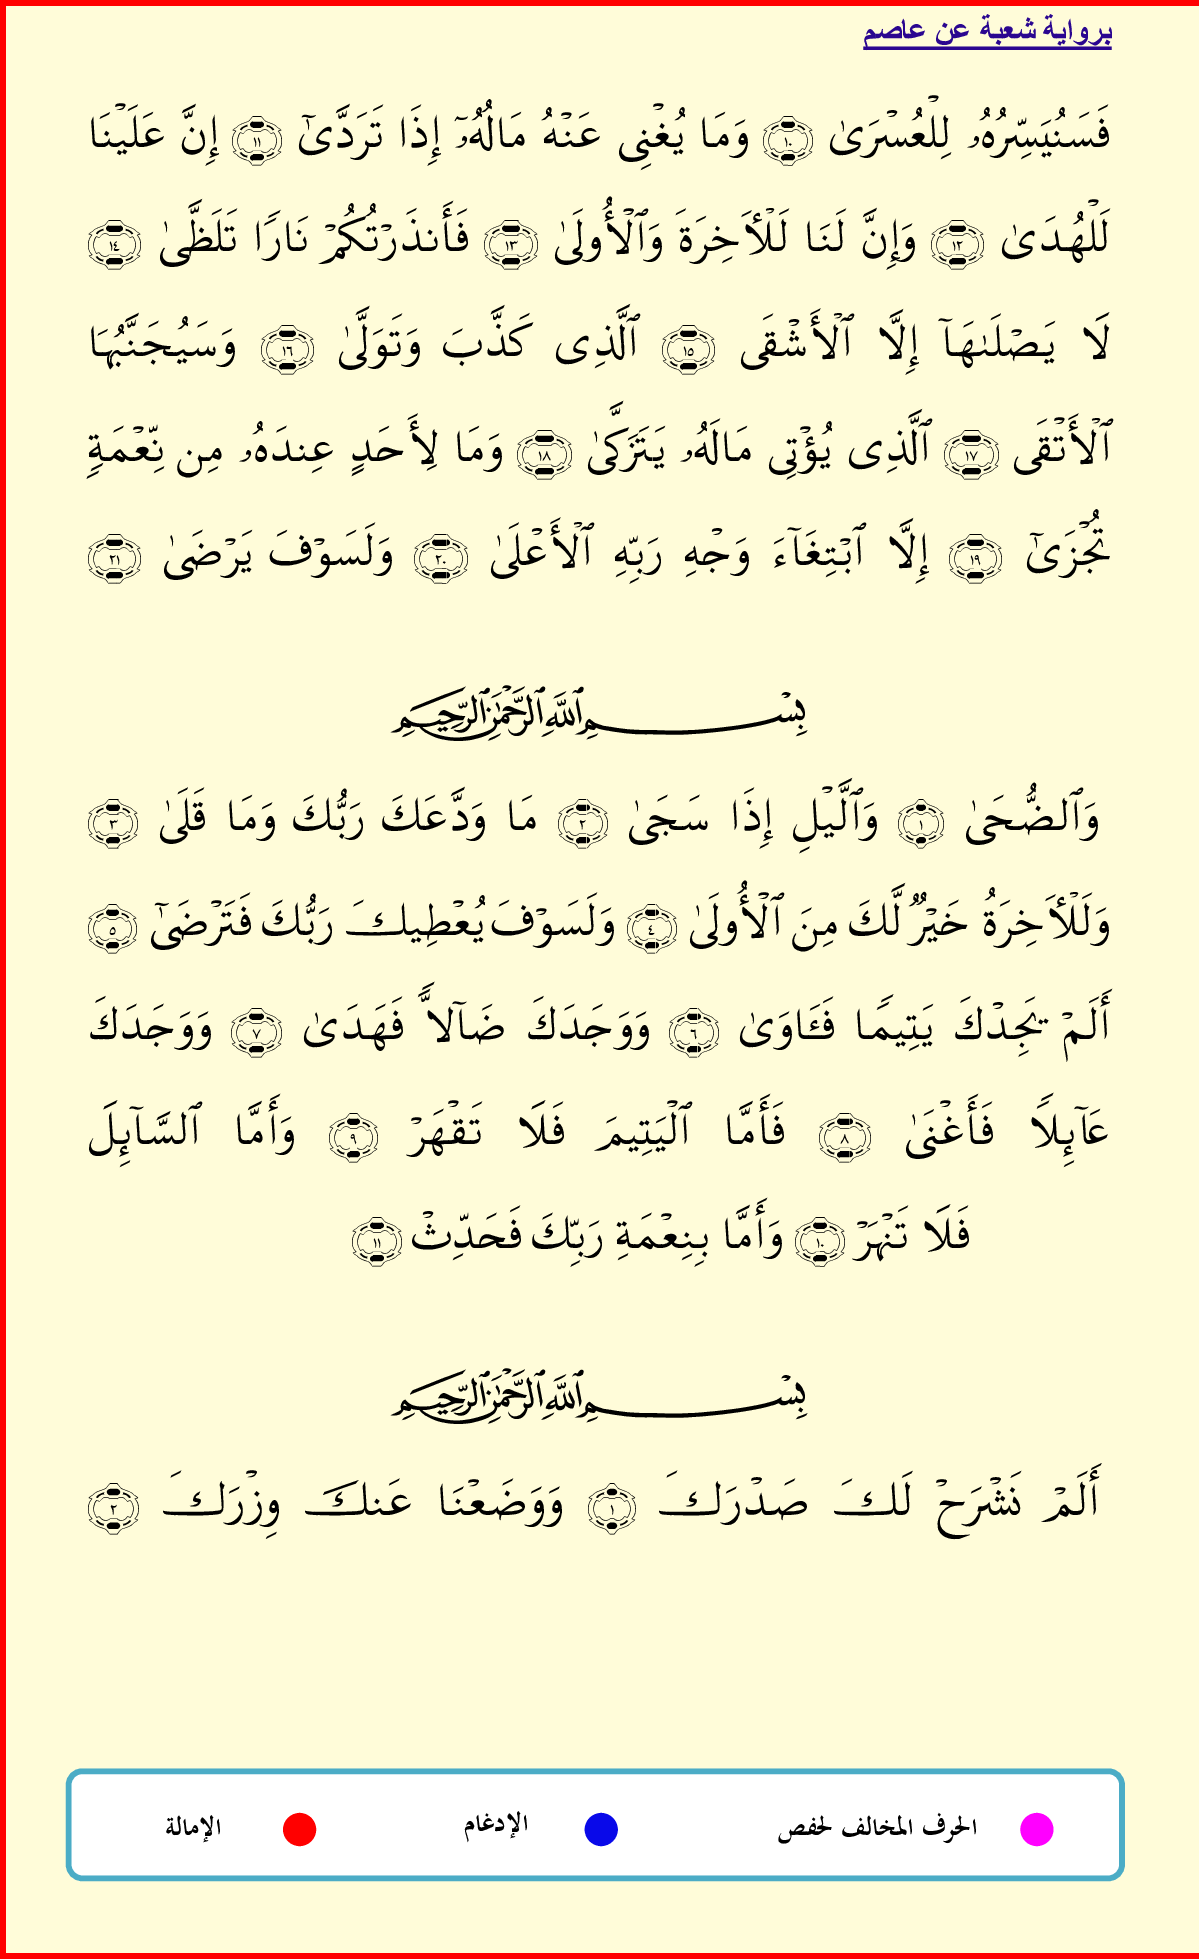 برواية شعبة عن عاصم
فَسَنُيَسِّرُهُۥ لِلۡعُسۡرَىٰ ١٠ وَمَا يُغۡنِى عَنۡهُ مَالُهُۥٓ إِذَا تَرَدَّىٰٓ ١١ إِنَّ عَلَيۡنَا
لَلۡهُدَىٰ ١٢ وَإِنَّ لَنَا لَلۡأٓخِرَةَ وَٱلۡأُولَىٰ ١٣ فَأَنذَرۡتُكُمۡ نَارًا تَلَظَّىٰ ١٤
لَا يَصۡلَىٰهَآ إِلَّا ٱلۡأَشۡقَى ١٥ ٱلَّذِى كَذَّبَ وَتَوَلَّىٰ ١٦ وَسَيُجَنَّبُهَا
ٱلۡأَتۡقَى ١٧ ٱلَّذِى يُؤۡتِى مَالَهُۥ يَتَزَكَّىٰ ١٨ وَمَا لِأَحَدٍ عِندَهُۥ مِن نِّعۡمَةٍ
تُجۡزَىٰٓ ١٩ إِلَّا ٱبۡتِغَآءَ وَجۡهِ رَبِّهِ ٱلۡأَعۡلَىٰ ٢٠ وَلَسَوۡفَ يَرۡضَىٰ ٢١
بِسۡمِ ٱللَّهِ ٱلرَّحۡمَٰنِ ٱلرَّحِيمِ
وَٱلضُّحَىٰ ١ وَٱلَّيۡلِ إِذَا سَجَىٰ ٢ مَا وَدَّعَكَ رَبُّكَ وَمَا قَلَىٰ ٣
وَلَلۡأٓخِرَةُ خَيۡرٌ لَّكَ مِنَ ٱلۡأُولَىٰ ٤ وَلَسَوۡفَ يُعۡطِيكَ رَبُّكَ فَتَرۡضَىٰٓ ٥
أَلَمۡ يَجِدۡكَ يَتِيمًا فَـَٔاوَىٰ ٦ وَوَجَدَكَ ضَآلًّا فَهَدَىٰ ٧ وَوَجَدَكَ
عَآئِلًا فَأَغۡنَىٰ ٨ فَأَمَّا ٱلۡيَتِيمَ فَلَا تَقۡهَرۡ ٩ وَأَمَّا ٱلسَّآئِلَ
فَلَا تَنۡهَرۡ ١٠ وَأَمَّا بِنِعۡمَةِ رَبِّكَ فَحَدِّثۡ ١١
بِسۡمِ ٱللَّهِ ٱلرَّحۡمَٰنِ ٱلرَّحِيمِ
أَلَمۡ نَشۡرَحۡ لَكَ صَدۡرَكَ ١ وَوَضَعۡنَا عَنكَ وِزۡرَكَ ٢
الحرف المخالف لحفص الإدغام الإمالة